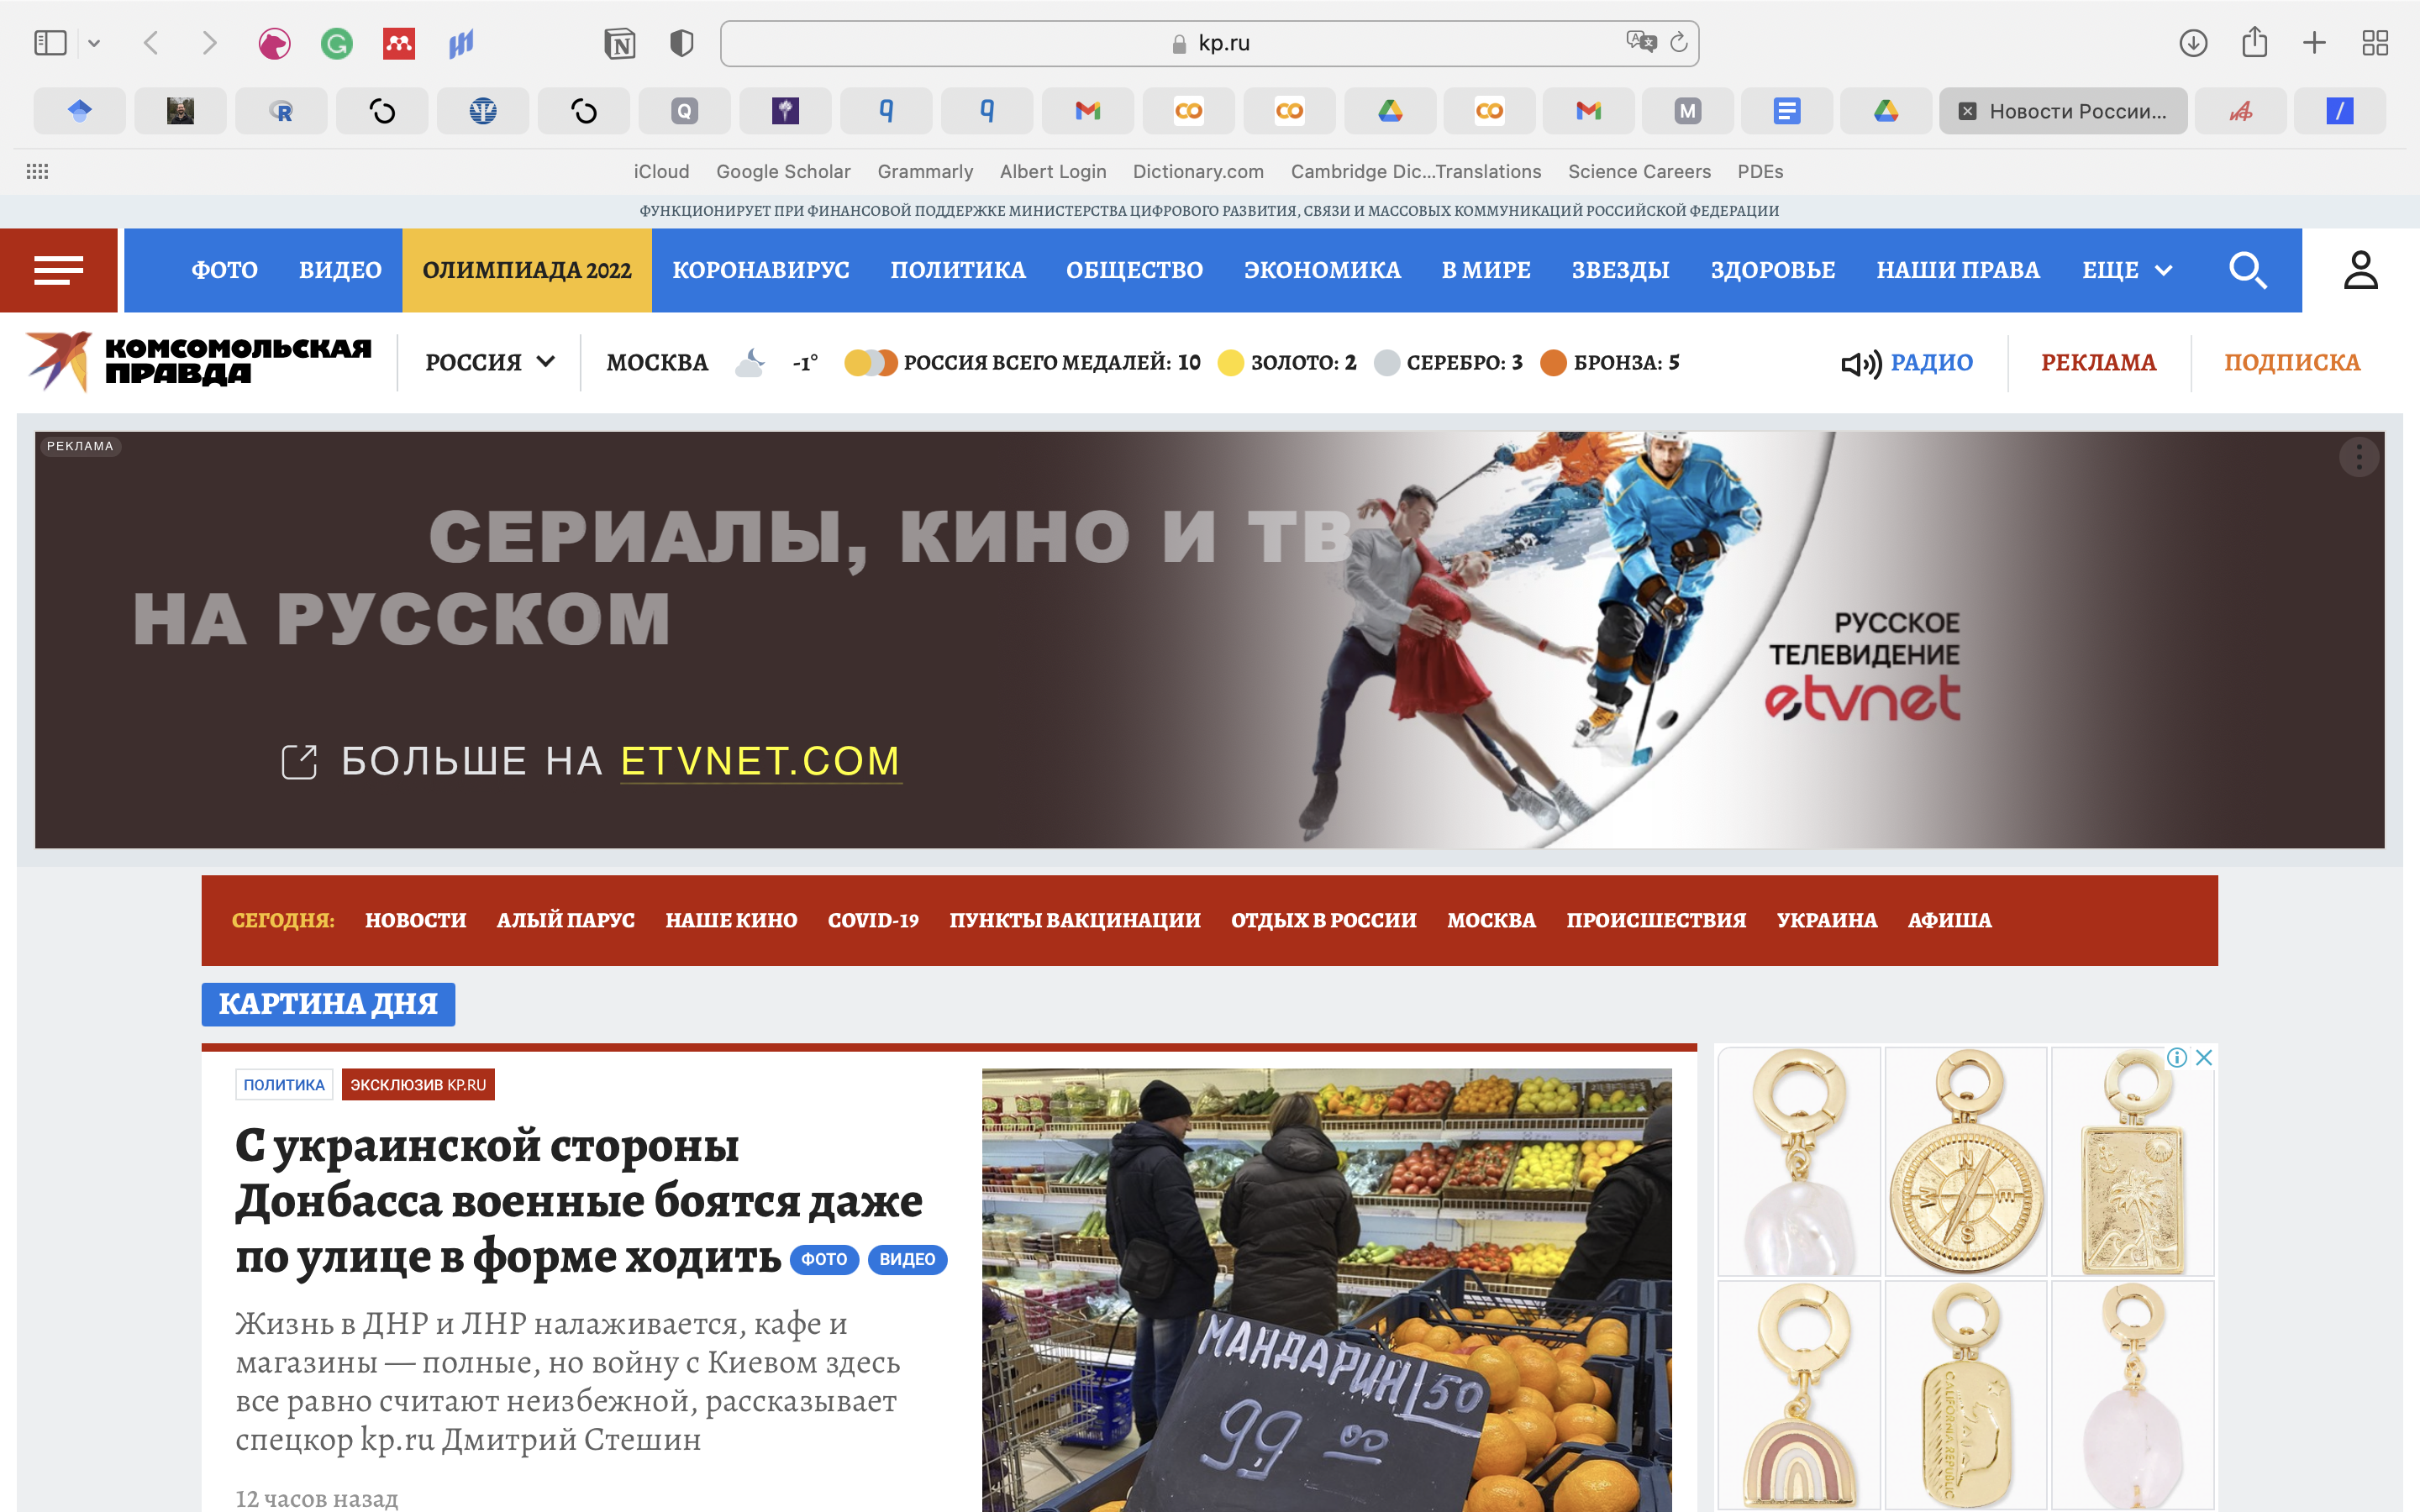 kp.ru
Новости России...
iCloud
Google Scholar
Grammarly
Albert Login
Dictionary.com
Cambridge Dic...Translations
Science Careers
PDEs
ФУНКЦИОНИРУЕТ ПРИ ФИНАНСОВОЙ ПОДДЕРЖКЕ МИНИСТЕРСТВА ЦИФРОВОГО РАЗВИТИЯ, СВЯЗИ И МАССОВЫХ КОММУНИКАЦИЙ РОССИЙСКОЙ ФЕДЕРАЦИИ
ФОТО
ВИДЕО
ОЛИМПИАДА 2022
КОРОНАВИРУС
ПОЛИТИКА
ОБЩЕСТВО
ЭКОНОМИКА
В МИРЕ
ЗВЕЗДЫ
ЗДОРОВЬЕ
НАШИ ПРАВА
ЕЩЕ
КОМСОМОЛЬСКАЯ
ПРАВДА
РОССИЯ
МОСКВА
-1°
РОССИЯ ВСЕГО МЕДАЛЕЙ: 10
ЗОЛОТО: 2
СЕРЕБРО: 3
БРОНЗА: 5
РАДИО
РЕКЛАМА
ПОДПИСКА
РЕКЛАМА
СЕРИАЛЫ, КИНО И ТВ
НА РУССКОМ
БОЛЬШЕ НА ETVNET.COM
РУССКОЕ
ТЕЛЕВИДЕНИЕ
etvnet
СЕГОДНЯ:
НОВОСТИ
АЛЫЙ ПАРУС
НАШЕ КИНО
COVID-19
ПУНКТЫ ВАКЦИНАЦИИ
ОТДЫХ В РОССИИ
МОСКВА
ПРОИСШЕСТВИЯ
УКРАИНА
АФИША
КАРТИНА ДНЯ
ПОЛИТИКА
ЭКСКЛЮЗИВ KP.RU
С украинской стороны
Донбасса военные боятся даже
по улице в форме ходить
ФОТО
ВИДЕО
Жизнь в ДНР и ЛНР налаживается, кафе и
магазины — полные, но войну с Киевом здесь
все равно считают неизбежной, рассказывает
спецкор kp.ru Дмитрий Стешин
12 часов назад
МАНДАРИН 50
99 00
N
W
E
S
CALIFORNIA REPUBLIC